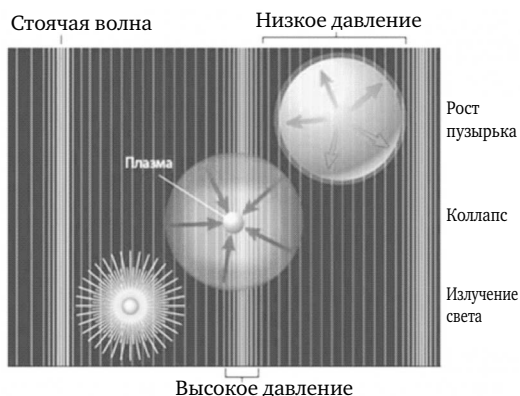 Стоячая волна
Низкое давление
Рост
пузырька
Плазма
Коллапс
Излучение
света
Высокое давление